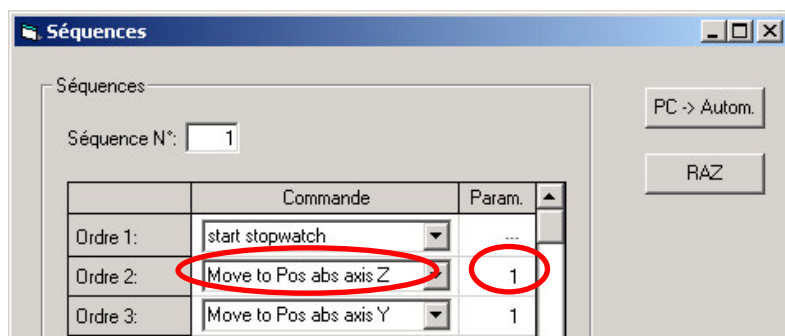 Séquences
Séquences
PC -> Autom.
Séquence N°: 1
RAZ
Commande Param.
Ordre 1: start stopwatch ---
Ordre 2: Move to Pos abs axis Z 1
Ordre 3: Move to Pos abs axis Y 1